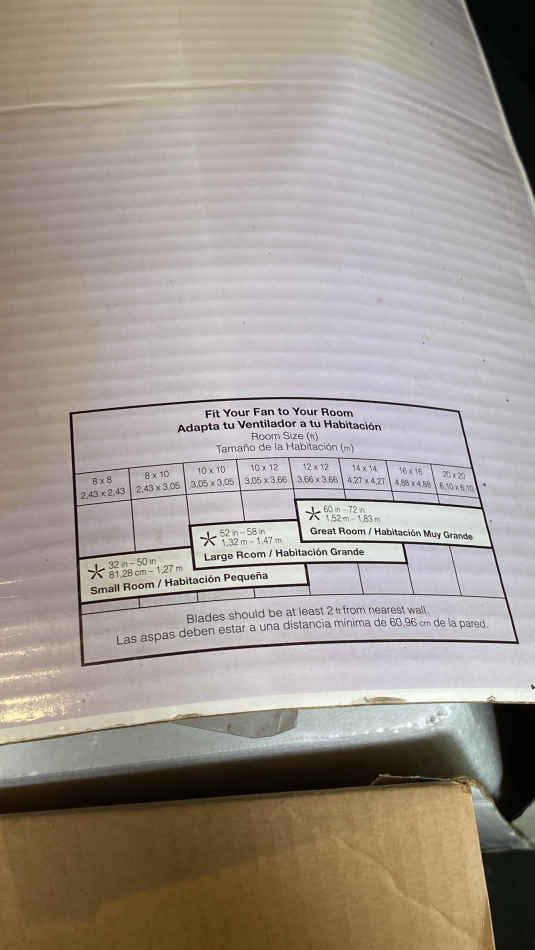 Fit Your Fan to Your Room
Adapta tu Ventilador a tu Habitación
Room Size (ft)
Tamaño de la Habitación (m)
8 x 8 8 x 10 10 x 10 10 x 12 12 x 12 14 x 14 16 x 16 20 x 20
2,43 x 2,43 2,43 x 3,05 3,05 x 3,05 3,05 x 3,66 3,66 x 3,66 4,27 x 4,27 4,88 x 4,88 6,10 x 6,10
60 in – 72 in
1,52 m – 1,83 m
Great Room / Habitación Muy Grande
52 in – 58 in
1,32 m – 1,47 m
Large Room / Habitación Grande
32 in – 50 in
81,28 cm – 1,27 m
Small Room / Habitación Pequeña
Blades should be at least 2 ft from nearest wall.
Las aspas deben estar a una distancia mínima de 60,96 cm de la pared.